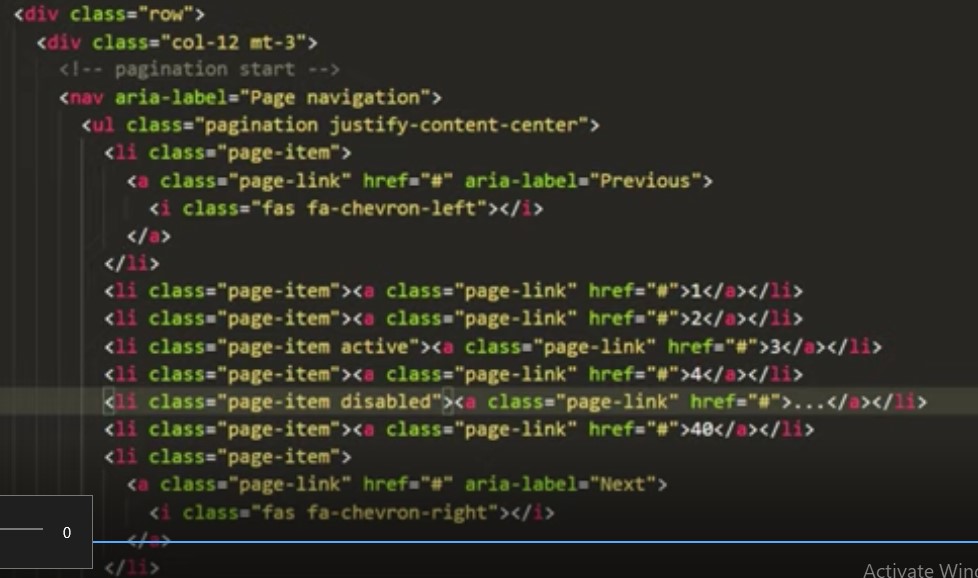 <div class="row">
<div class="col-12 mt-3">
<!-- pagination start -->
<nav aria-label="Page navigation">
<ul class="pagination justify-content-center">
<li class="page-item">
<a class="page-link" href="#" aria-label="Previous">
<i class="fas fa-chevron-left"></i>
</a>
</li>
<li class="page-item"><a class="page-link" href="#">1</a></li>
<li class="page-item"><a class="page-link" href="#">2</a></li>
<li class="page-item active"><a class="page-link" href="#">3</a></li>
<li class="page-item"><a class="page-link" href="#">4</a></li>
<li class="page-item disabled"><a class="page-link" href="#">...</a></li>
<li class="page-item"><a class="page-link" href="#">40</a></li>
<li class="page-item">
<a class="page-link" href="#" aria-label="Next">
<i class="fas fa-chevron-right"></i>
0
</a>
</li>
Activate Win